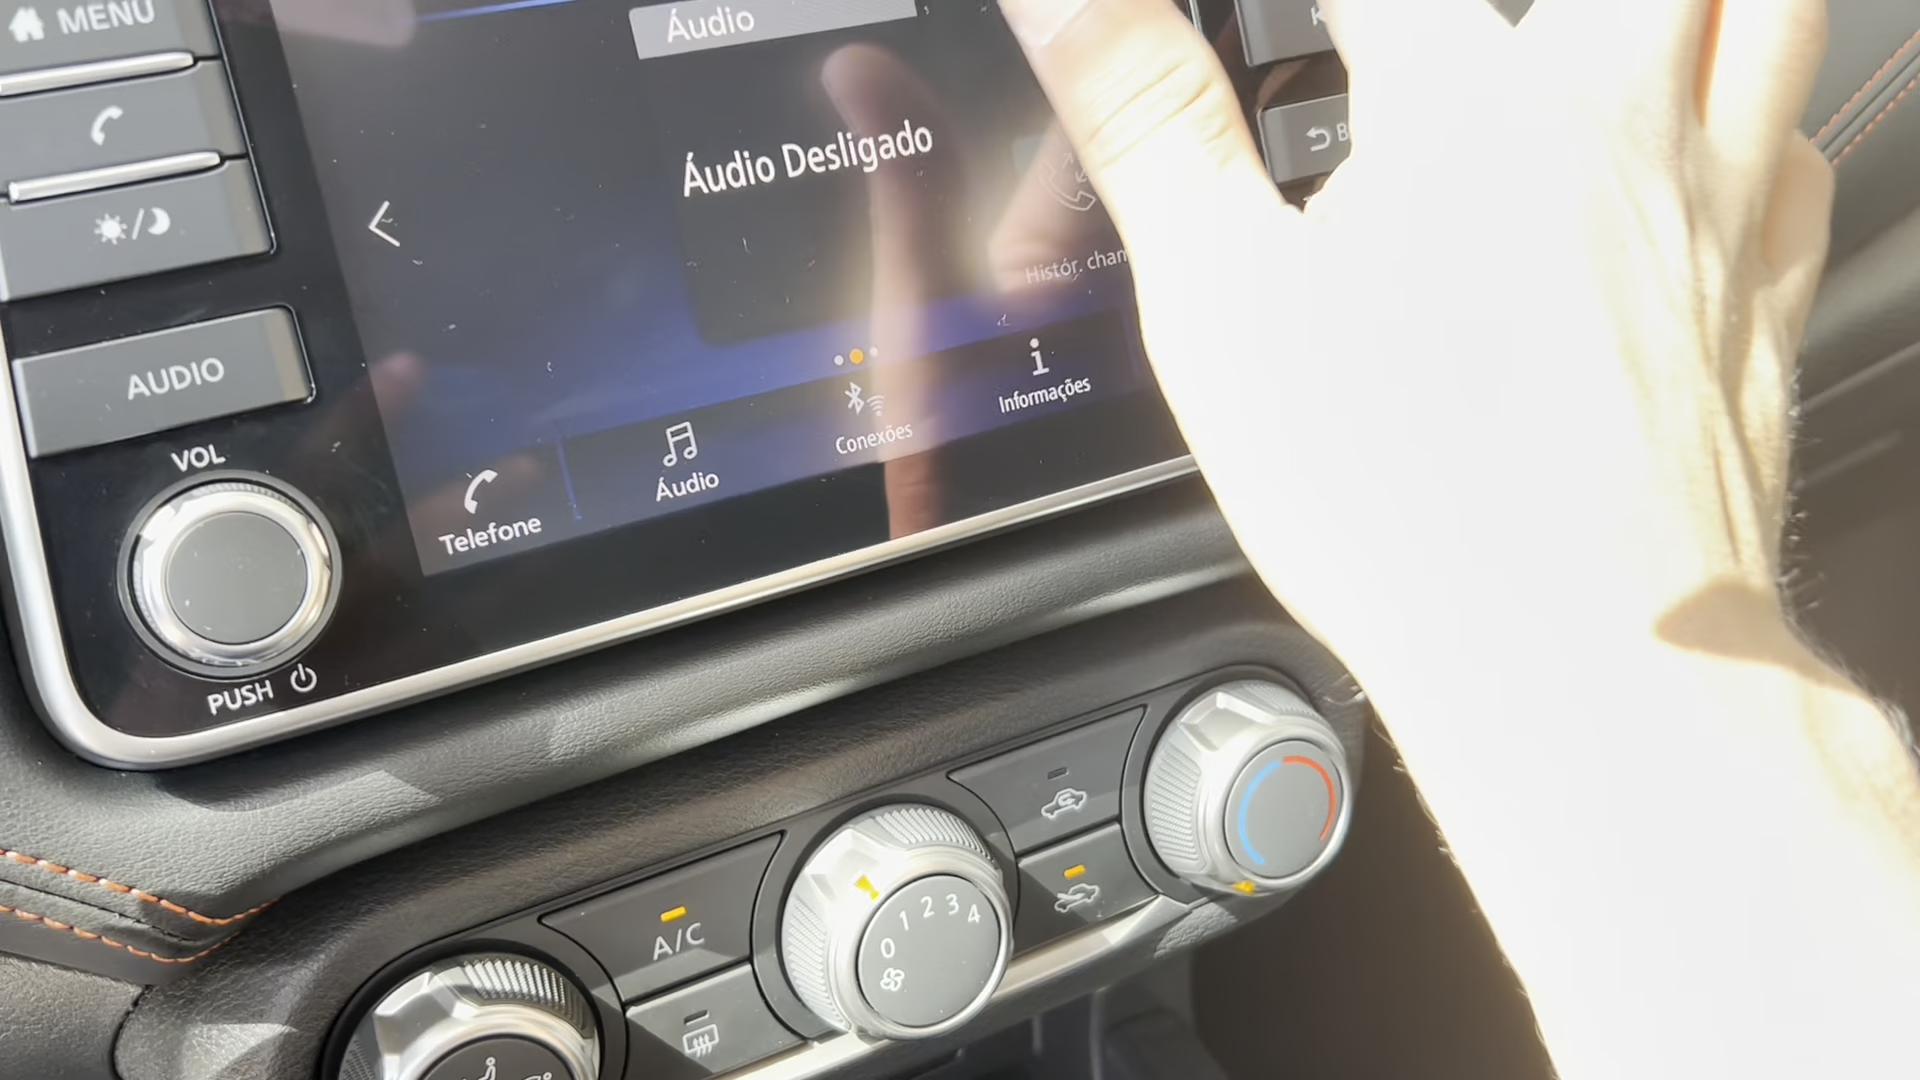 MENU
Áudio
Áudio Desligado
Histór. cham
AUDIO
VOL
Telefone
Áudio
Conexões
Informações
PUSH
A/C
0 1 2 3 4